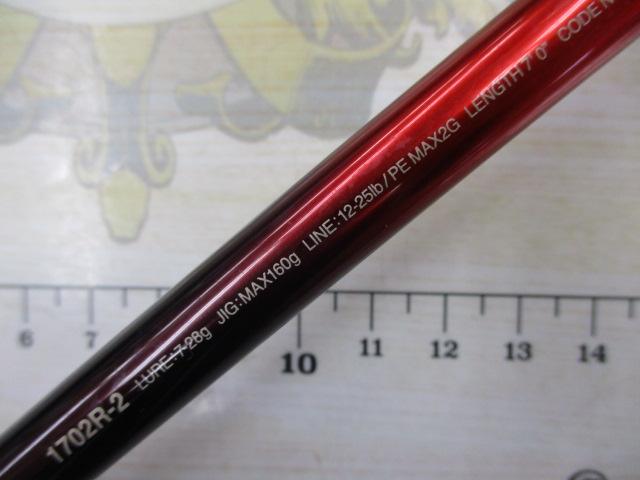 1702R-2 LURE:7-28g JIG:MAX160g LINE:12-25lb/PE MAX2G LENGTH 7'0" CODE
6 7 10 11 12 13 14